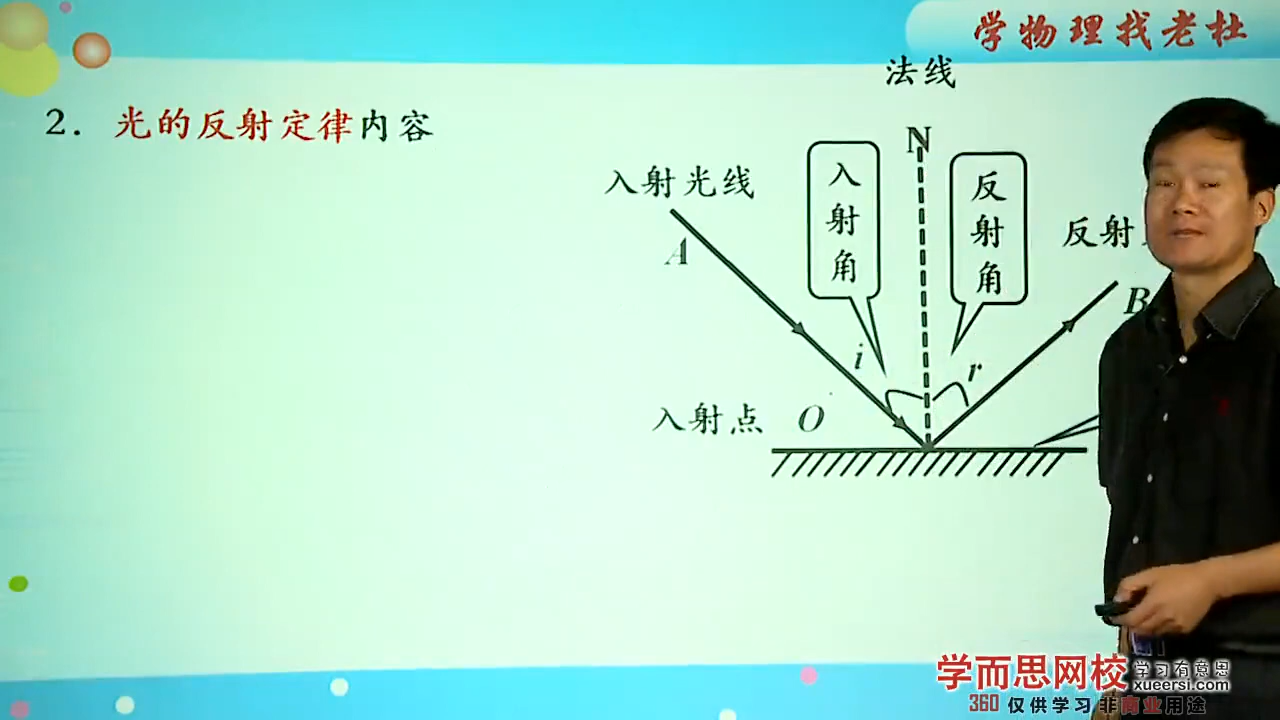 学物理找老杜
法线
2. 光的反射定律内容
N
入射光线
入射角
反射角
反射
A
B
i
r
入射点 O
学而思网校 学习有意思
xueersi.com
360 仅供学习 非商业用途